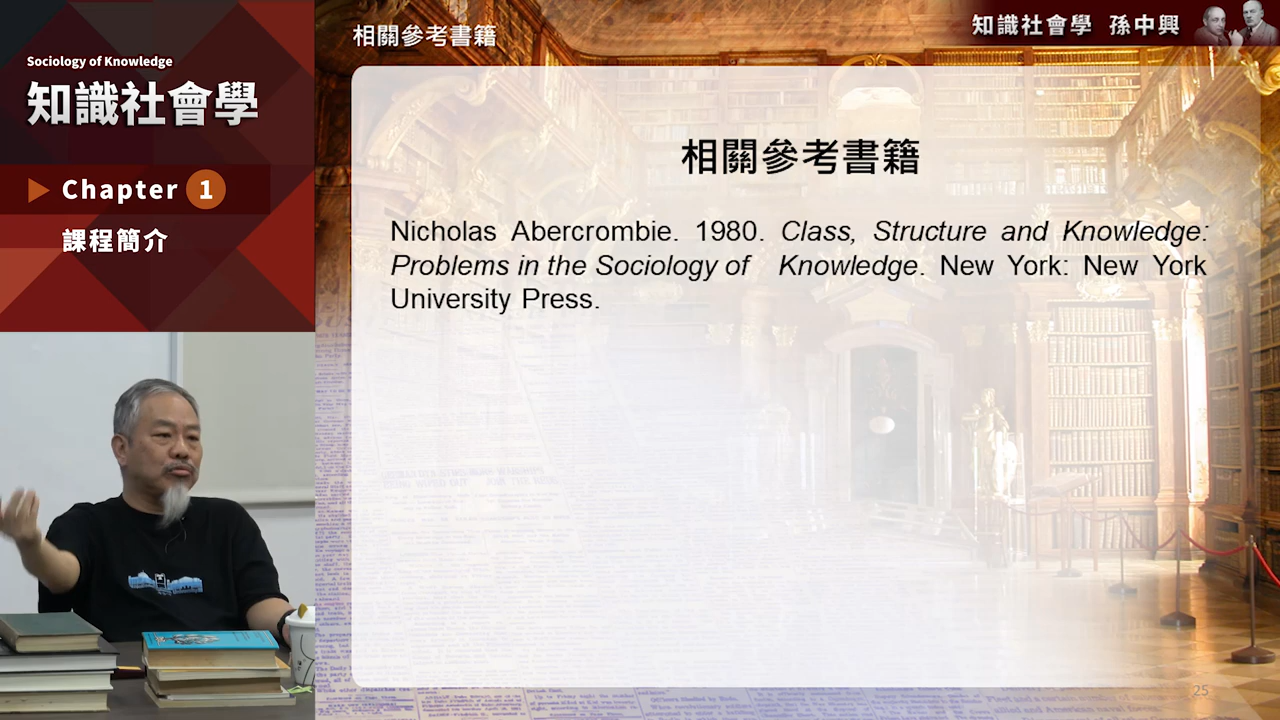 Sociology of Knowledge
知識社會學
Chapter 1
課程簡介
相關參考書籍
知識社會學 孫中興
相關參考書籍
Nicholas Abercrombie. 1980. Class, Structure and Knowledge:
Problems in the Sociology of Knowledge. New York: New York
University Press.
25